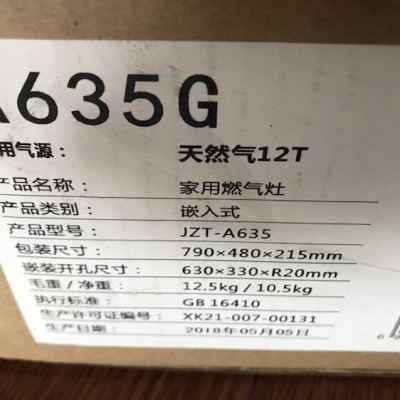 A635G
用气源: 天然气12T
产品名称: 家用燃气灶
产品类别: 嵌入式
产品型号: JZT-A635
包装尺寸: 790×480×215mm
嵌装开孔尺寸: 630×330×R20mm
毛重/净重: 12.5kg/10.5kg
执行标准: GB 16410
生产许可证编号: XK21-007-00131
生产日期: 2018年05月05日
6